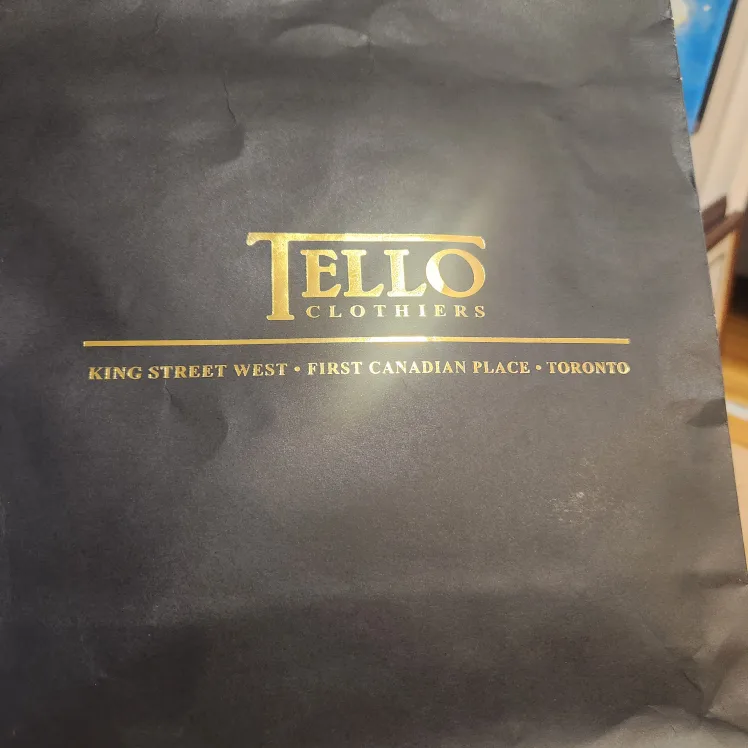 TELLO
CLOTHIERS
KING STREET WEST • FIRST CANADIAN PLACE • TORONTO